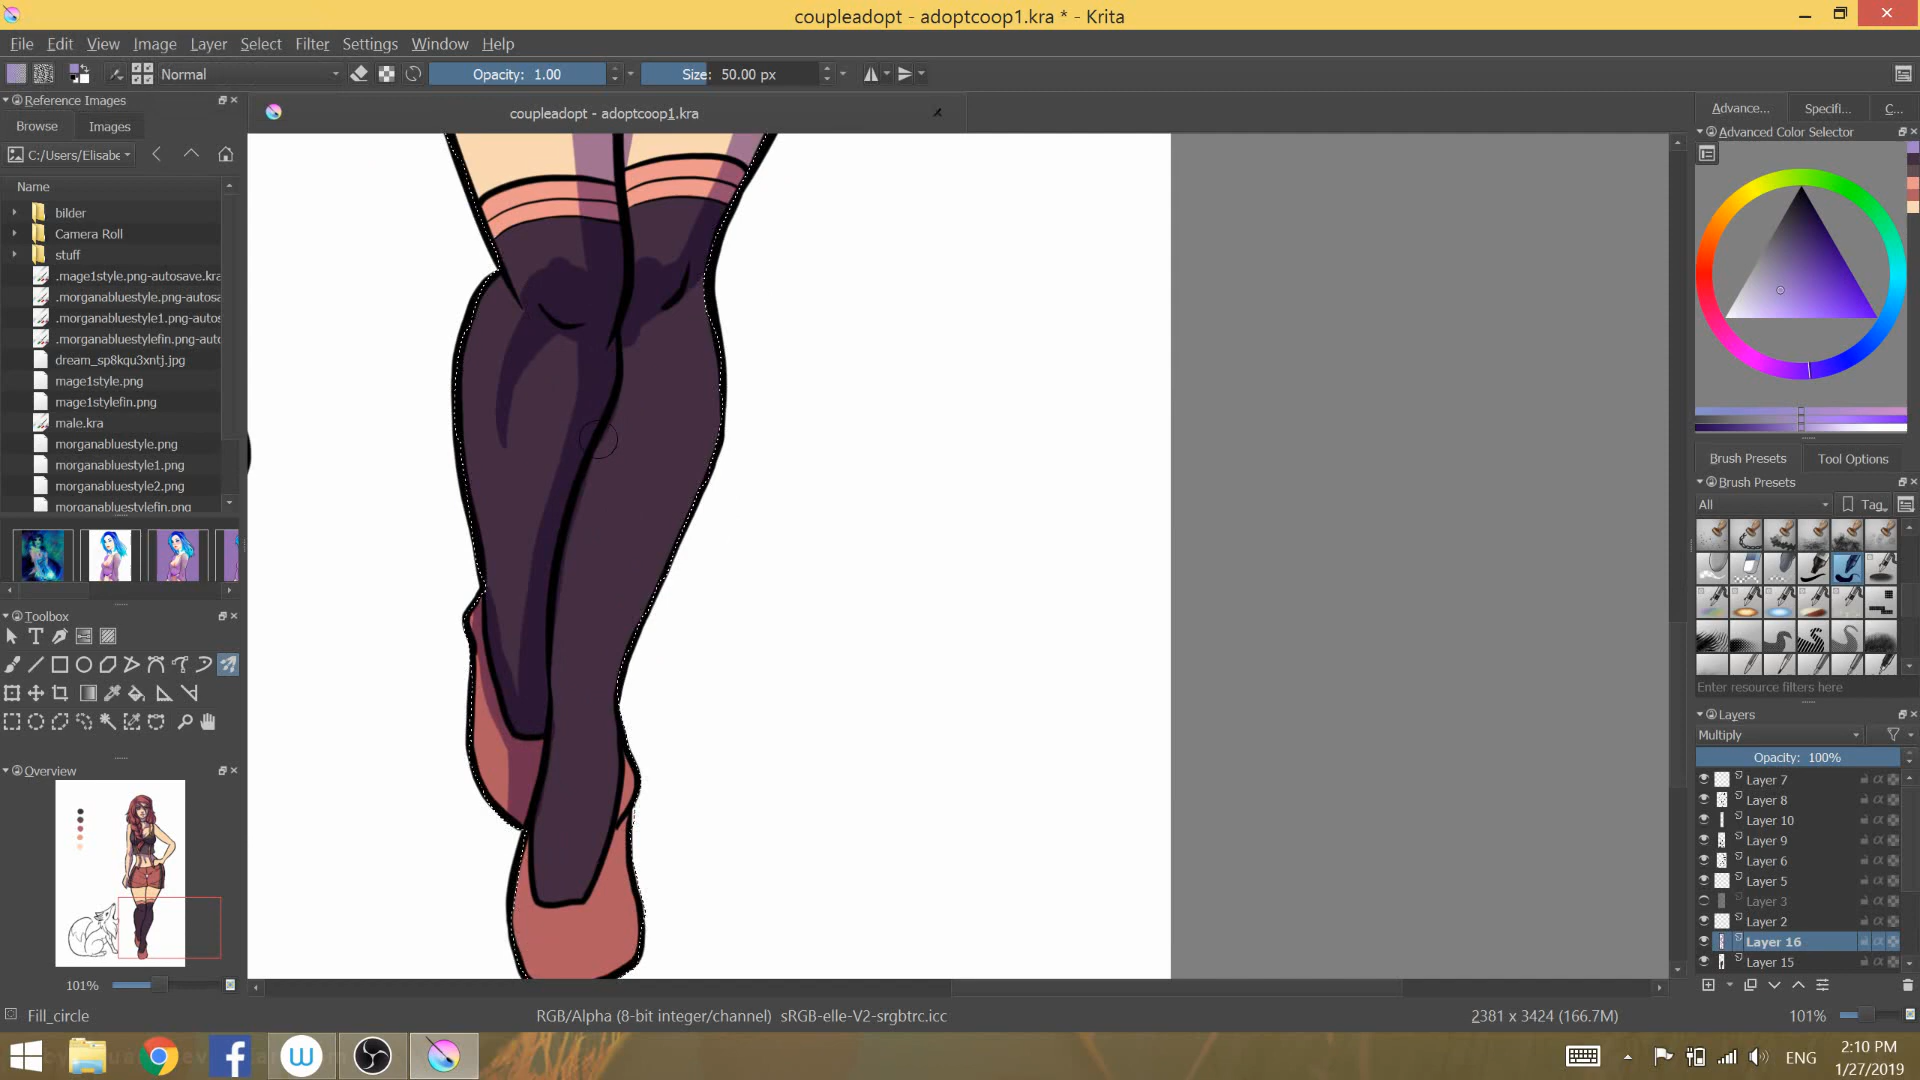 coupleadopt - adoptcoop1.kra * - Krita
File Edit View Image Layer Select Filter Settings Window Help
Normal
Opacity: 1.00
Size: 50.00 px
Reference Images
coupleadopt - adoptcoop1.kra
Browse Images
C:/Users/Elisabe
Name
bilder
Camera Roll
stuff
.mage1style.png-autosave.kra
.morganabluestyle.png-autosa
.morganabluestyle1.png-autos
.morganabluestylefin.png-auto
dream_sp8kqu3xntj.jpg
mage1style.png
mage1stylefin.png
male.kra
morganabluestyle.png
morganabluestyle1.png
morganabluestyle2.png
morganabluestylefin.png
Toolbox
Overview
101%
Advance... Specifi... C...
Advanced Color Selector
Brush Presets Tool Options
Brush Presets
All
Tag
Enter resource filters here
Layers
Multiply
Opacity: 100%
Layer 7
Layer 8
Layer 10
Layer 9
Layer 6
Layer 5
Layer 3
Layer 2
Layer 16
Layer 15
Fill_circle
RGB/Alpha (8-bit integer/channel) sRGB-elle-V2-srgbtrc.icc
2381 x 3424 (166.7M)
101%
ENG
2:10 PM
1/27/2019